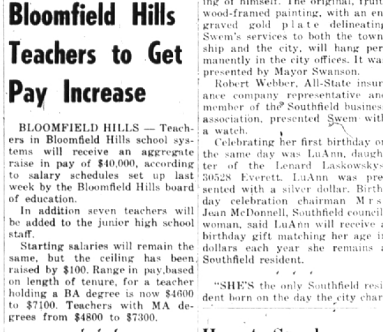 Bloomfield Hills
Teachers to Get
Pay Increase
BLOOMFIELD HILLS — Teach-
ers in Bloomfield Hills school sys-
tems will receive an aggregate
raise in pay of $40,000, according
to salary schedules set up last
week by the Bloomfield Hills board
of education.
In addition seven teachers will
be added to the junior high school
staff.
Starting salaries will remain the
same, but the ceiling has been
raised by $100. Range in pay, based
on length of tenure, for a teacher
holding a BA degree is now $4600
to $7100. Teachers with MA de-
grees from $4800 to $7300.
ing of himself. The original, fruit
wood-framed painting, with an en
graved gold plate delineating
Swem's services to both the town
ship and the city, will hang per
manently in the city offices. It was
presented by Mayor Swanson.
Robert Webber, All-State insur
ance company representative and
member of the Southfield busines
association, presented Swem with
a watch.
Celebrating her first birthday on
the same day was LuAnn, daugh
ter of the Lenard Laskowskys
30528 Everett. LuAnn was pre
sented with a silver dollar. Birth
day celebration chairman Mrs
Jean McDonnell, Southfield council
woman, said LuAnn will receive a
birthday gift matching her age in
dollars each year she remains a
Southfield resident.
"SHE'S the only Southfield resi
dent born on the day the city char